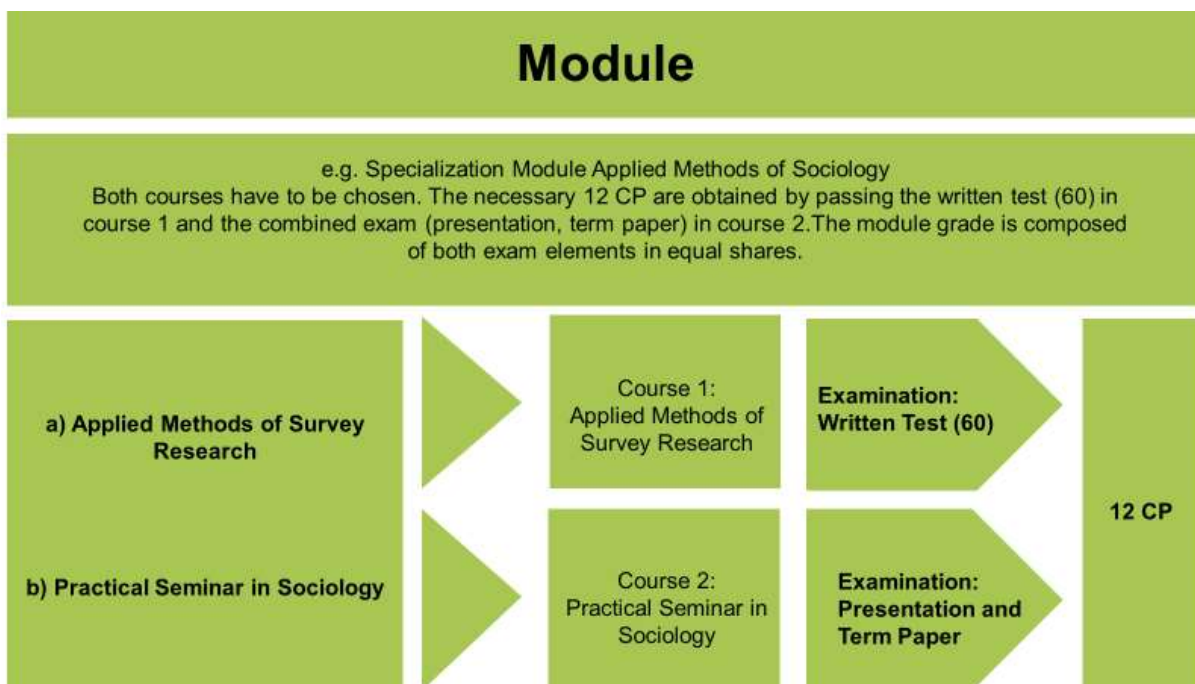 Module
e.g. Specialization Module Applied Methods of Sociology
Both courses have to be chosen. The necessary 12 CP are obtained by passing the written test (60) in
course 1 and the combined exam (presentation, term paper) in course 2.The module grade is composed
of both exam elements in equal shares.
a) Applied Methods of Survey
Research
Course 1:
Applied Methods of
Survey Research
Examination:
Written Test (60)
b) Practical Seminar in Sociology
Course 2:
Practical Seminar in
Sociology
Examination:
Presentation and
Term Paper
12 CP